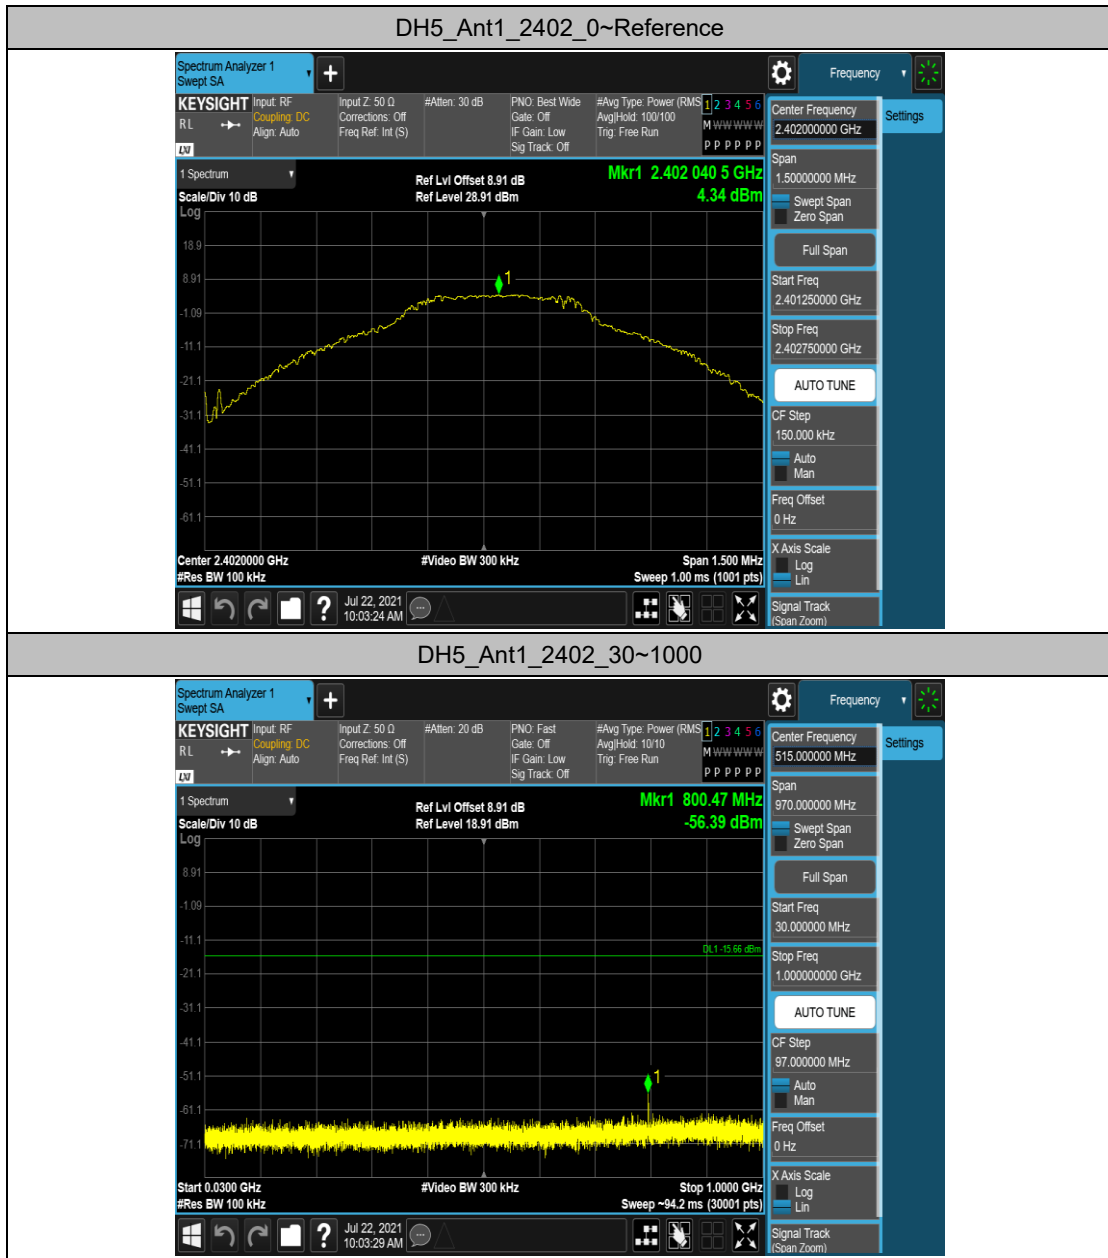 DH5_Ant1_2402_0~Reference
Spectrum Analyzer 1
Swept SA
Frequency
KEYSIGHT
RL
LXI
Input: RF
Coupling: DC
Align: Auto
Input Z: 50 Ω
Corrections: Off
Freq Ref: Int (S)
#Atten: 30 dB
PNO: Best Wide
Gate: Off
IF Gain: Low
Sig Track: Off
#Avg Type: Power (RMS
Avg|Hold: 100/100
Trig: Free Run
1 2 3 4 5 6
M W W W W W
P P P P P P
Center Frequency
2.402000000 GHz
Settings
1 Spectrum
Scale/Div 10 dB
Log
Ref Lvl Offset 8.91 dB
Ref Level 28.91 dBm
Mkr1 2.402 040 5 GHz
4.34 dBm
1
18.9
8.91
-1.09
-11.1
-21.1
-31.1
-41.1
-51.1
-61.1
Span
1.50000000 MHz
Swept Span
Zero Span
Full Span
Start Freq
2.401250000 GHz
Stop Freq
2.402750000 GHz
AUTO TUNE
CF Step
150.000 kHz
Auto
Man
Freq Offset
0 Hz
X Axis Scale
Log
Lin
Signal Track
(Span Zoom)
Center 2.4020000 GHz
#Res BW 100 kHz
#Video BW 300 kHz
Span 1.500 MHz
Sweep 1.00 ms (1001 pts)
?
Jul 22, 2021
10:03:24 AM
DH5_Ant1_2402_30~1000
Spectrum Analyzer 1
Swept SA
Frequency
KEYSIGHT
RL
LXI
Input: RF
Coupling: DC
Align: Auto
Input Z: 50 Ω
Corrections: Off
Freq Ref: Int (S)
#Atten: 20 dB
PNO: Fast
Gate: Off
IF Gain: Low
Sig Track: Off
#Avg Type: Power (RMS
Avg|Hold: 10/10
Trig: Free Run
1 2 3 4 5 6
M W W W W W
P P P P P P
Center Frequency
515.000000 MHz
Settings
1 Spectrum
Scale/Div 10 dB
Log
Ref Lvl Offset 8.91 dB
Ref Level 18.91 dBm
Mkr1 800.47 MHz
-56.39 dBm
DL1 -15.66 dBm
1
8.91
-1.09
-11.1
-21.1
-31.1
-41.1
-51.1
-61.1
-71.1
Span
970.000000 MHz
Swept Span
Zero Span
Full Span
Start Freq
30.000000 MHz
Stop Freq
1.000000000 GHz
AUTO TUNE
CF Step
97.000000 MHz
Auto
Man
Freq Offset
0 Hz
X Axis Scale
Log
Lin
Signal Track
(Span Zoom)
Start 0.0300 GHz
#Res BW 100 kHz
#Video BW 300 kHz
Stop 1.0000 GHz
Sweep ~94.2 ms (30001 pts)
?
Jul 22, 2021
10:03:29 AM